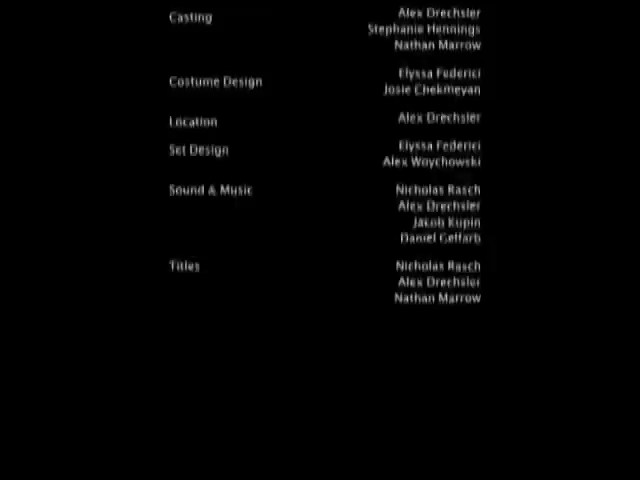 Casting
Alex Drechsler
Stephanie Hennings
Nathan Marrow
Costume Design
Elyssa Federici
Josie Chekmeyan
Location
Alex Drechsler
Set Design
Elyssa Federici
Alex Woychowski
Sound & Music
Nicholas Rasch
Alex Drechsler
Jakob Kupin
Daniel Gelfarb
Titles
Nicholas Rasch
Alex Drechsler
Nathan Marrow